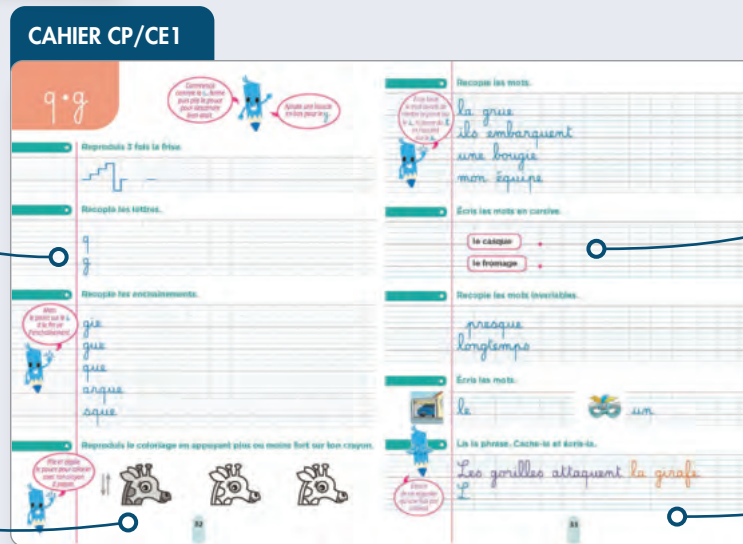 CAHIER CP/CE1
q•g
Reproduis 3 fois la frise.
Recopie les lettres.
q
g
Recopie les enchaînements.
gie
gue
que
arque
sque
Reproduis le coloriage en appuyant plus ou moins fort sur ton crayon.
32
Recopie les mots.
la grue
ils embarquent
une bougie
mon équipe
Écris les mots en cursive.
le casque
le fromage
Recopie les mots invariables.
presque
longtemps
Écris les mots.
le
un
Lis la phrase. Cache-la et écris-la.
Les gorilles attaquent la girafe.
L
33